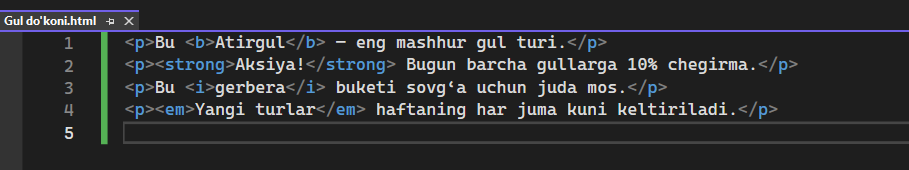 Gul do'koni.html
1 <p>Bu <b>Atirgul</b> — eng mashhur gul turi.</p>
2 <p><strong>Aksiya!</strong> Bugun barcha gullarga 10% chegirma.</p>
3 <p>Bu <i>gerbera</i> buketi sovg‘a uchun juda mos.</p>
4 <p><em>Yangi turlar</em> haftaning har juma kuni keltiriladi.</p>
5